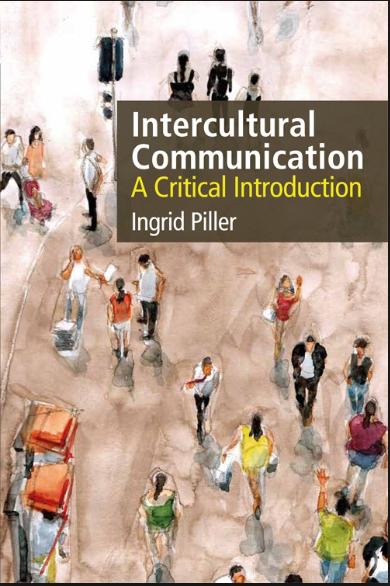 Intercultural
Communication
A Critical Introduction
Ingrid Piller